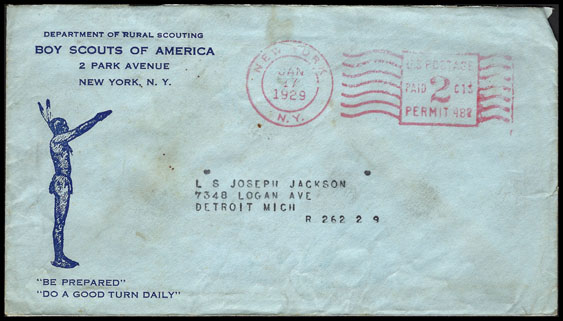 DEPARTMENT OF RURAL SCOUTING
BOY SCOUTS OF AMERICA
2 PARK AVENUE
NEW YORK, N. Y.
NEW YORK,
JAN
17
1929
N.Y.
U.S. POSTAGE
PAID 2 CTS
PERMIT 482
L S JOSEPH JACKSON
7348 LOGAN AVE
DETROIT MICH
R 262 2 9
"BE PREPARED"
"DO A GOOD TURN DAILY"